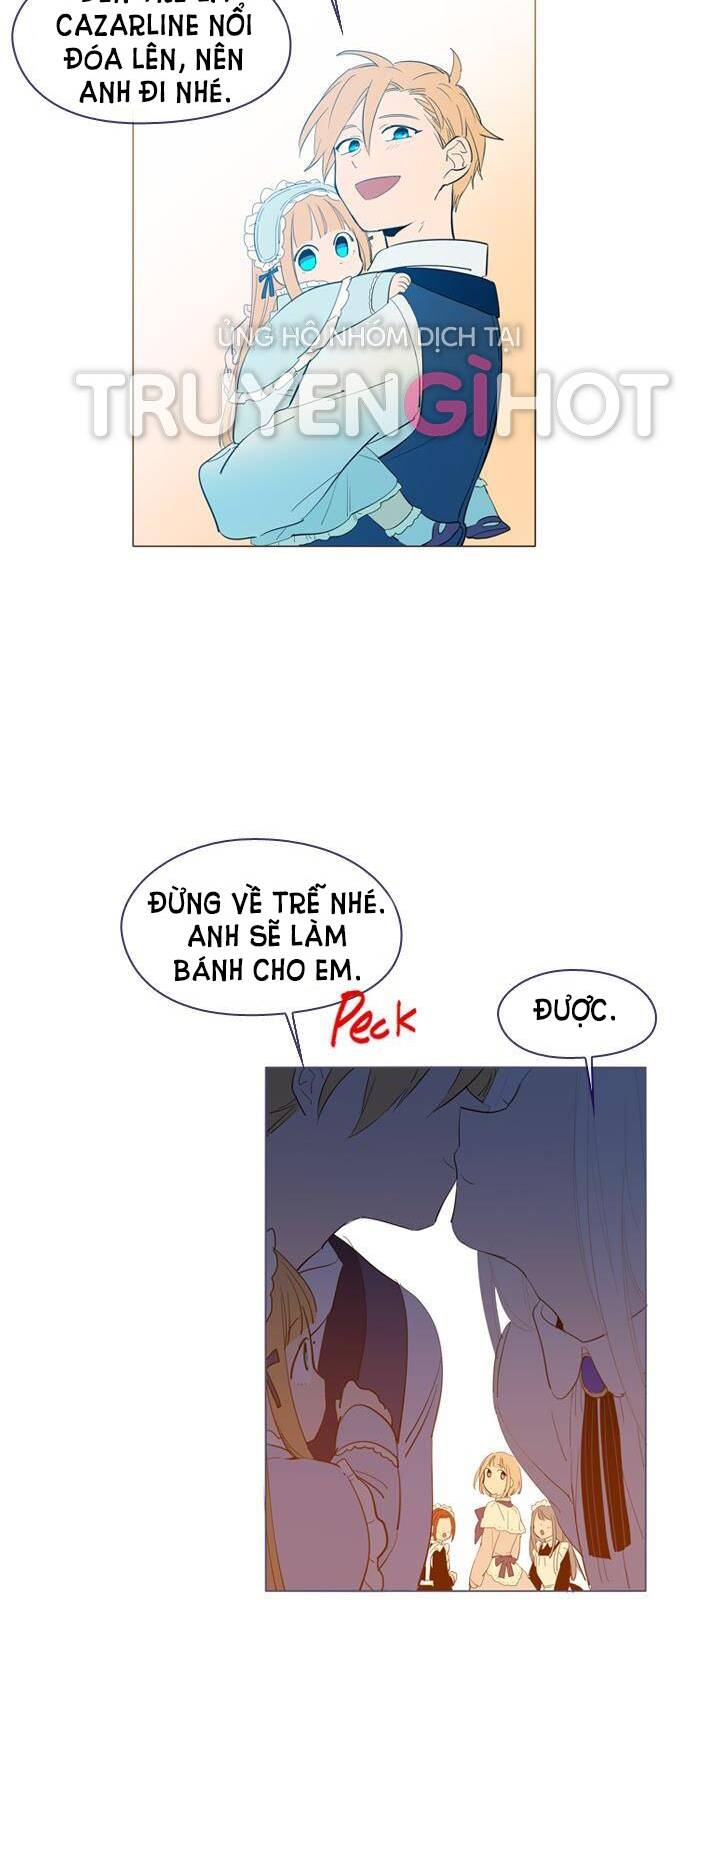 CAZARLINE NỔI
ĐÓA LÊN, NÊN
ANH ĐI NHÉ.
ỦNG HỘ NHÓM DỊCH TẠI
TRUYENGÌHOT
ĐỪNG VỀ TRỄ NHÉ.
ANH SẼ LÀM
BÁNH CHO EM.
Peck
ĐƯỢC.